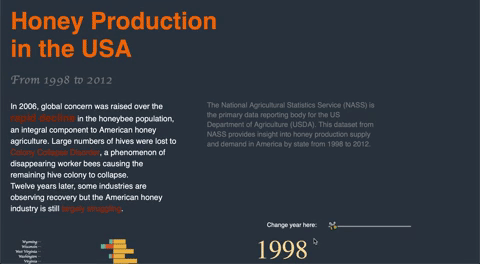 Honey Production
in the USA
From 1998 to 2012
In 2006, global concern was raised over the
rapid decline in the honeybee population,
an integral component to American honey
agriculture. Large numbers of hives were lost to
Colony Collapse Disorder, a phenomenon of
disappearing worker bees causing the
remaining hive colony to collapse.
Twelve years later, some industries are
observing recovery but the American honey
industry is still largely struggling.
The National Agricultural Statistics Service (NASS) is
the primary data reporting body for the US
Department of Agriculture (USDA). This dataset from
NASS provides insight into honey production supply
and demand in America by state from 1998 to 2012.
Change year here:
1998
Wyoming
Wisconsin
West Virginia
Washington
Virginia